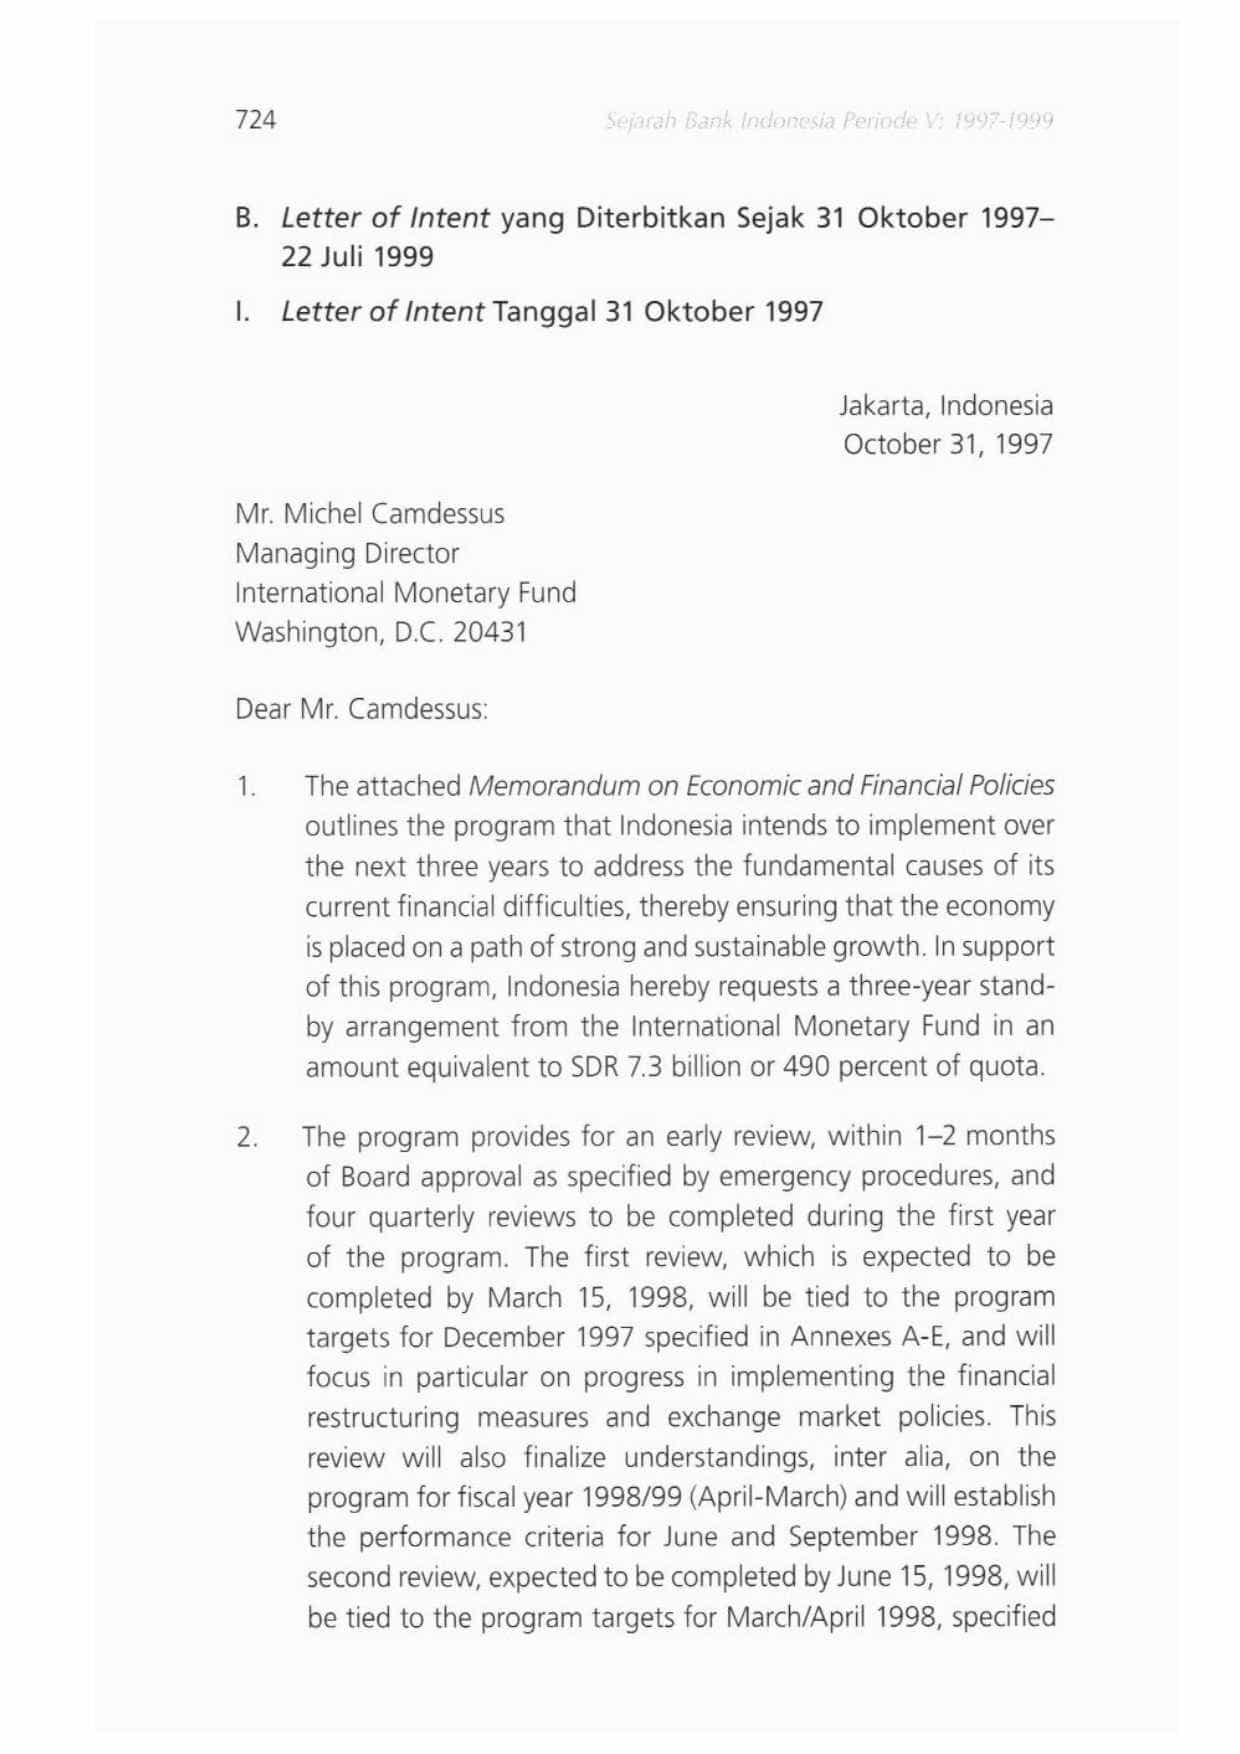 724
Sejarah Bank Indonesia Periode V: 1997-1999
B. Letter of Intent yang Diterbitkan Sejak 31 Oktober 1997–
22 Juli 1999
I. Letter of Intent Tanggal 31 Oktober 1997
Jakarta, Indonesia
October 31, 1997
Mr. Michel Camdessus
Managing Director
International Monetary Fund
Washington, D.C. 20431
Dear Mr. Camdessus:
1. The attached Memorandum on Economic and Financial Policies
outlines the program that Indonesia intends to implement over
the next three years to address the fundamental causes of its
current financial difficulties, thereby ensuring that the economy
is placed on a path of strong and sustainable growth. In support
of this program, Indonesia hereby requests a three-year stand-
by arrangement from the International Monetary Fund in an
amount equivalent to SDR 7.3 billion or 490 percent of quota.
2. The program provides for an early review, within 1–2 months
of Board approval as specified by emergency procedures, and
four quarterly reviews to be completed during the first year
of the program. The first review, which is expected to be
completed by March 15, 1998, will be tied to the program
targets for December 1997 specified in Annexes A-E, and will
focus in particular on progress in implementing the financial
restructuring measures and exchange market policies. This
review will also finalize understandings, inter alia, on the
program for fiscal year 1998/99 (April-March) and will establish
the performance criteria for June and September 1998. The
second review, expected to be completed by June 15, 1998, will
be tied to the program targets for March/April 1998, specified